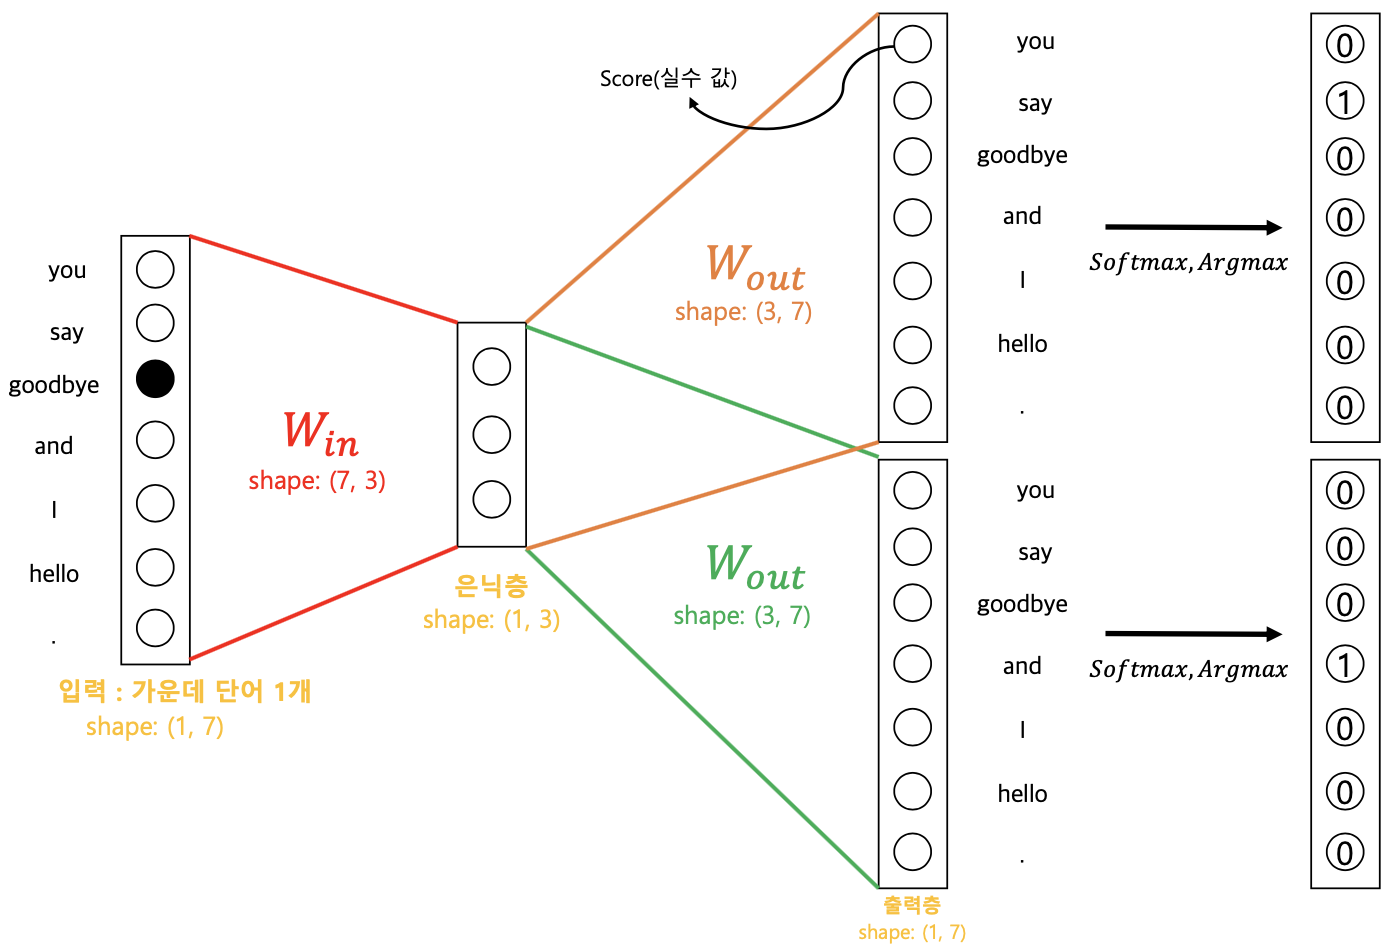 you
say
goodbye
and
I
hello
.
입력 : 가운데 단어 1개
shape: (1, 7)
W_in
shape: (7, 3)
은닉층
shape: (1, 3)
Score(실수 값)
W_out
shape: (3, 7)
W_out
shape: (3, 7)
you
say
goodbye
and
I
hello
.
you
say
goodbye
and
I
hello
.
출력층
shape: (1, 7)
Softmax, Argmax
Softmax, Argmax
0
1
0
0
0
0
0
0
0
0
1
0
0
0